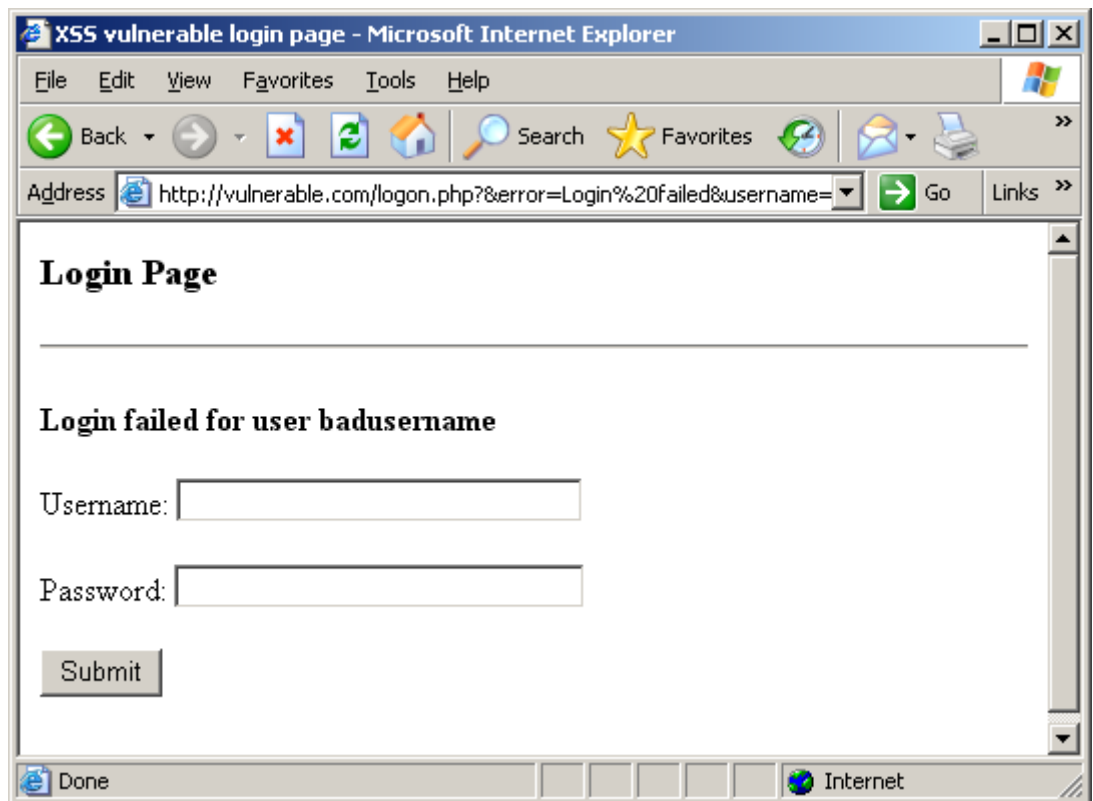 XSS vulnerable login page - Microsoft Internet Explorer
File Edit View Favorites Tools Help
Back Search Favorites »
Address http://vulnerable.com/logon.php?&error=Login%20failed&username= Go Links »
Login Page
Login failed for user badusername
Username:
Password:
Submit
Done Internet